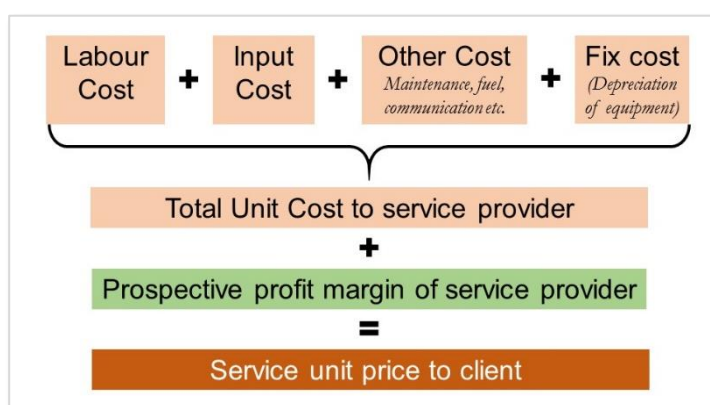 Labour Cost + Input Cost + Other Cost + Fix cost
Maintenance, fuel, communication etc.
(Depreciation of equipment)
Total Unit Cost to service provider
+
Prospective profit margin of service provider
=
Service unit price to client